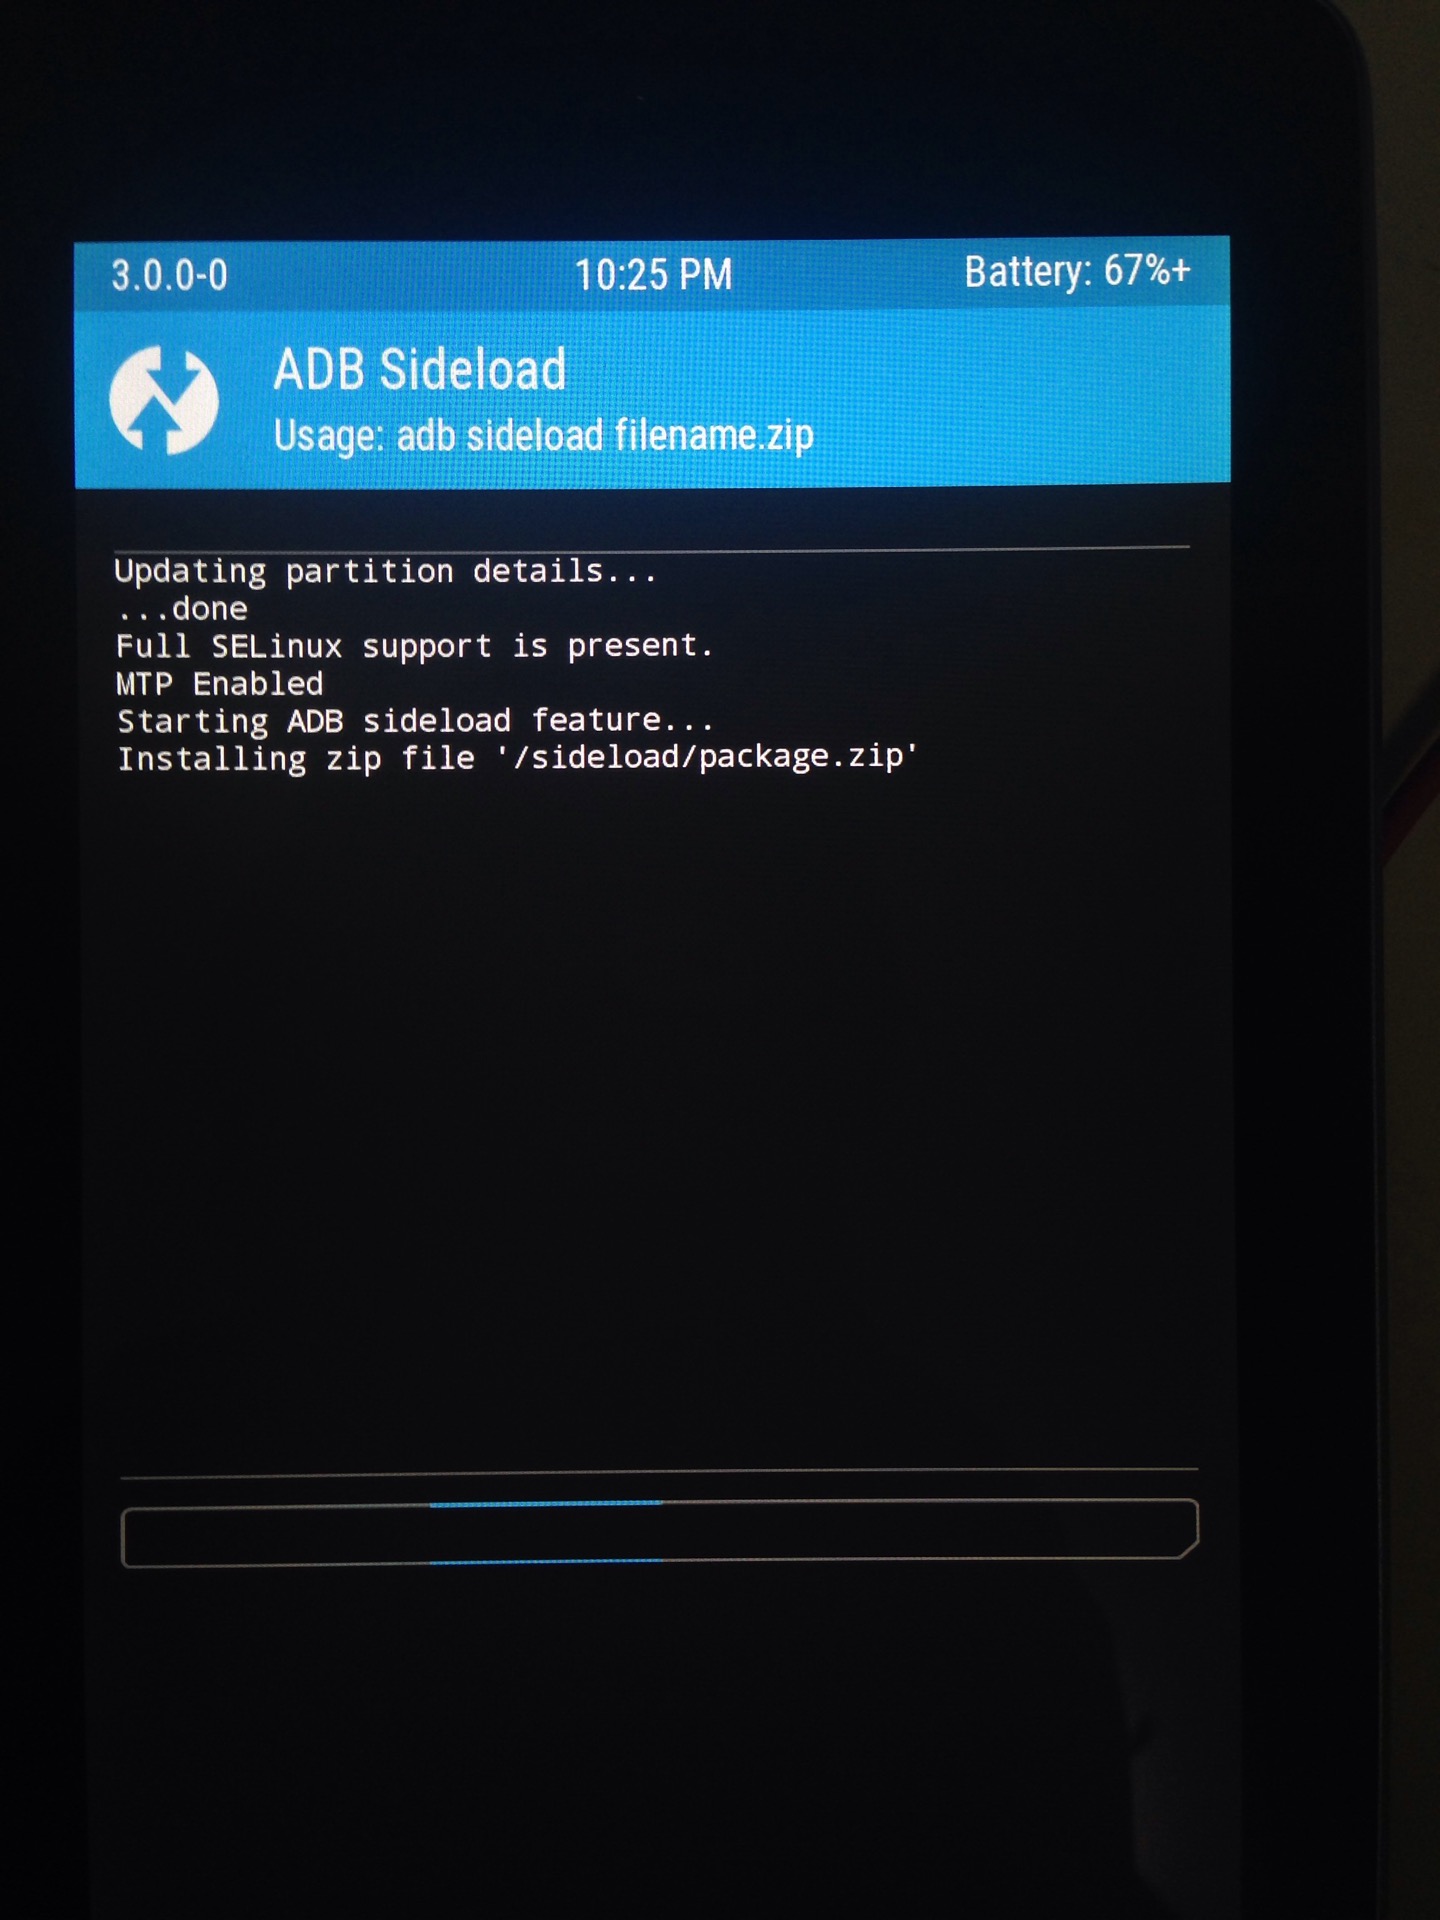 3.0.0-0 10:25 PM Battery: 67%+
ADB Sideload
Usage: adb sideload filename.zip
Updating partition details...
...done
Full SELinux support is present.
MTP Enabled
Starting ADB sideload feature...
Installing zip file '/sideload/package.zip'